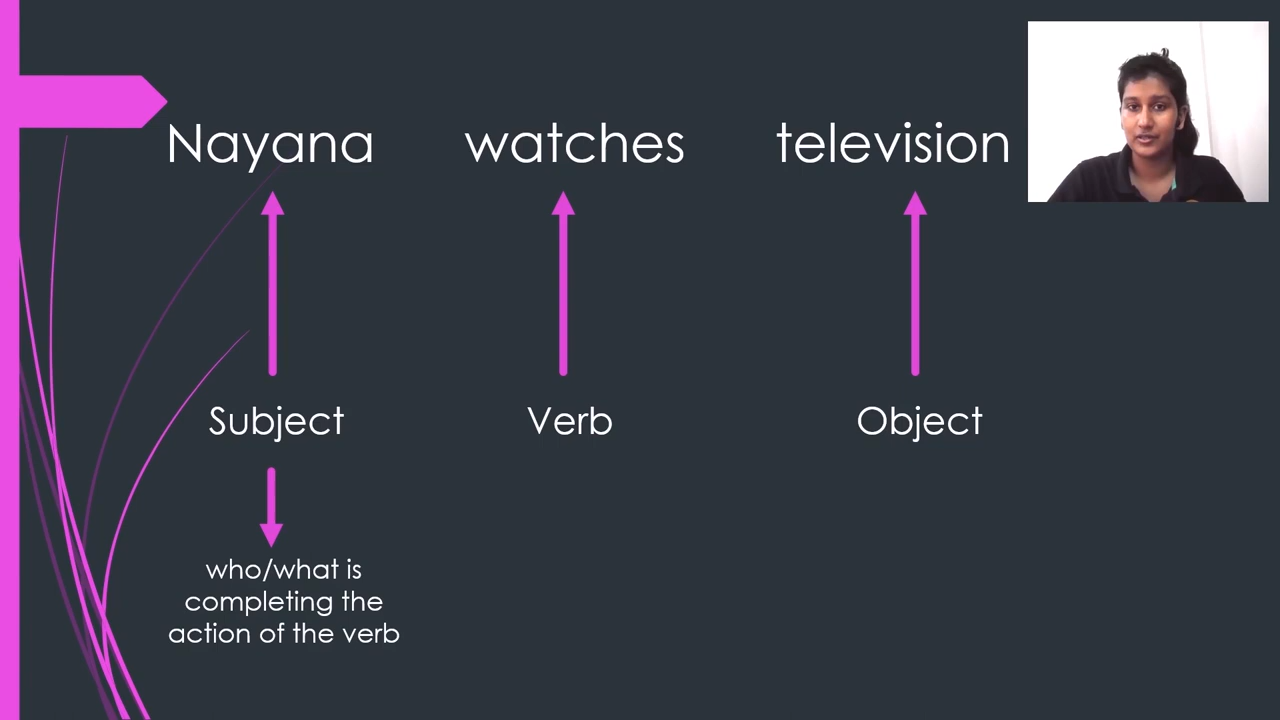 Nayana watches television
Subject Verb Object
who/what is
completing the
action of the verb